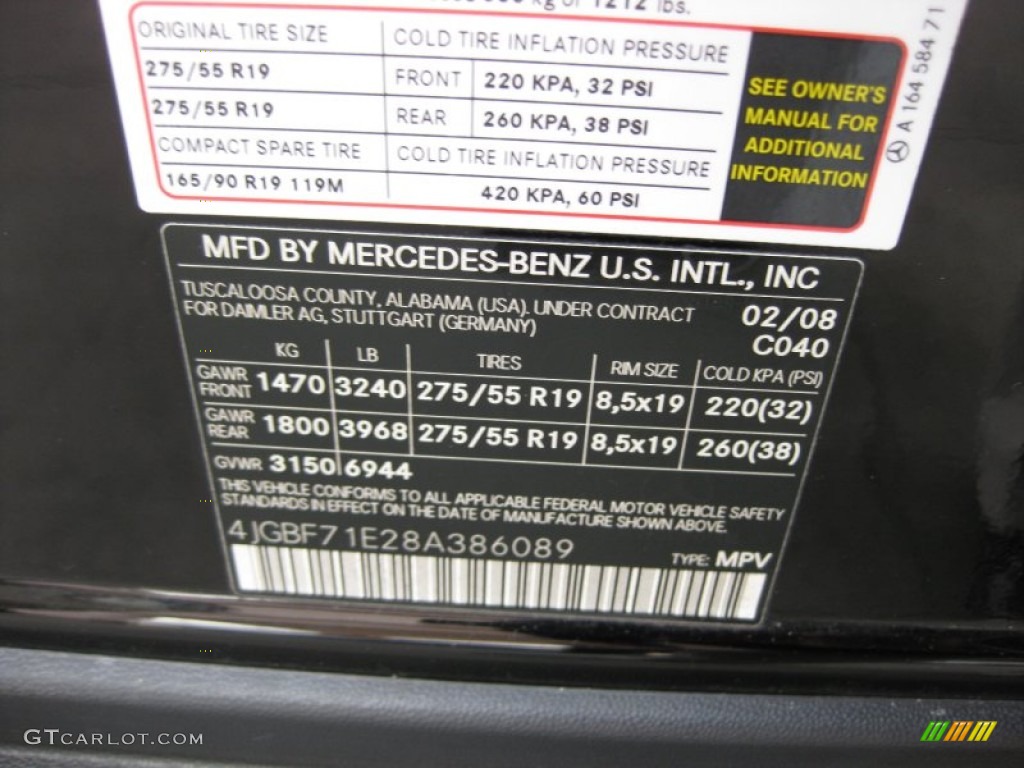 kg or 1212 lbs.
ORIGINAL TIRE SIZE COLD TIRE INFLATION PRESSURE
275/55 R19 FRONT 220 KPA, 32 PSI
275/55 R19 REAR 260 KPA, 38 PSI
COMPACT SPARE TIRE COLD TIRE INFLATION PRESSURE
165/90 R19 119M 420 KPA, 60 PSI
SEE OWNER'S
MANUAL FOR
ADDITIONAL
INFORMATION
A 164 584 71
MFD BY MERCEDES-BENZ U.S. INTL., INC
TUSCALOOSA COUNTY, ALABAMA (USA). UNDER CONTRACT
FOR DAIMLER AG, STUTTGART (GERMANY)
02/08
C040
KG LB TIRES RIM SIZE COLD KPA (PSI)
GAWR
FRONT 1470 3240 275/55 R19 8,5x19 220(32)
GAWR
REAR 1800 3968 275/55 R19 8,5x19 260(38)
GVWR 3150 6944
THIS VEHICLE CONFORMS TO ALL APPLICABLE FEDERAL MOTOR VEHICLE SAFETY
STANDARDS IN EFFECT ON THE DATE OF MANUFACTURE SHOWN ABOVE.
4JGBF71E28A386089 TYPE: MPV
GTCARLOT.COM